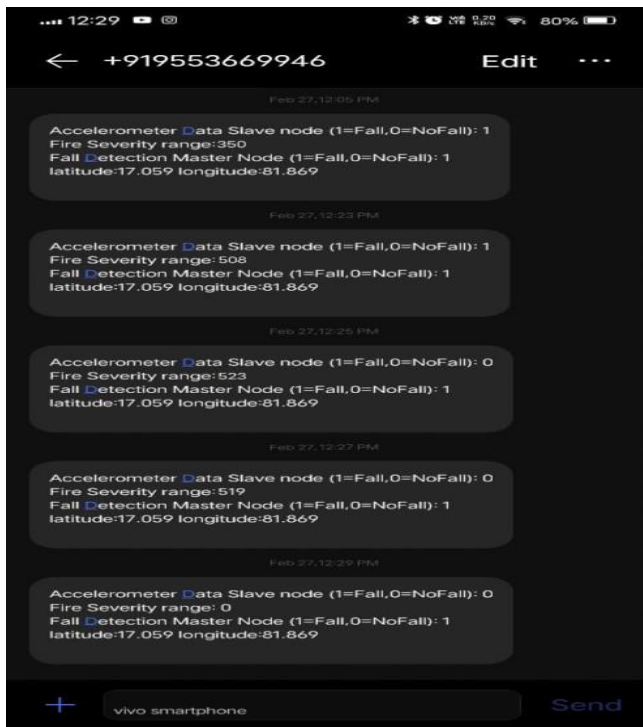 12:29
0.20
KB/s
80%
+919553669946
Edit
Feb 27,12:05 PM
Accelerometer Data Slave node (1=Fall,0=NoFall): 1
Fire Severity range:350
Fall Detection Master Node (1=Fall,0=NoFall): 1
latitude:17.059 longitude:81.869
Feb 27,12:23 PM
Accelerometer Data Slave node (1=Fall,0=NoFall): 1
Fire Severity range:508
Fall Detection Master Node (1=Fall,0=NoFall): 1
latitude:17.059 longitude:81.869
Feb 27,12:25 PM
Accelerometer Data Slave node (1=Fall,0=NoFall): 0
Fire Severity range:523
Fall Detection Master Node (1=Fall,0=NoFall): 1
latitude:17.059 longitude:81.869
Feb 27,12:27 PM
Accelerometer Data Slave node (1=Fall,0=NoFall): 0
Fire Severity range:519
Fall Detection Master Node (1=Fall,0=NoFall): 1
latitude:17.059 longitude:81.869
Feb 27,12:29 PM
Accelerometer Data Slave node (1=Fall,0=NoFall): 0
Fire Severity range: 0
Fall Detection Master Node (1=Fall,0=NoFall): 1
latitude:17.059 longitude:81.869
vivo smartphone
Send